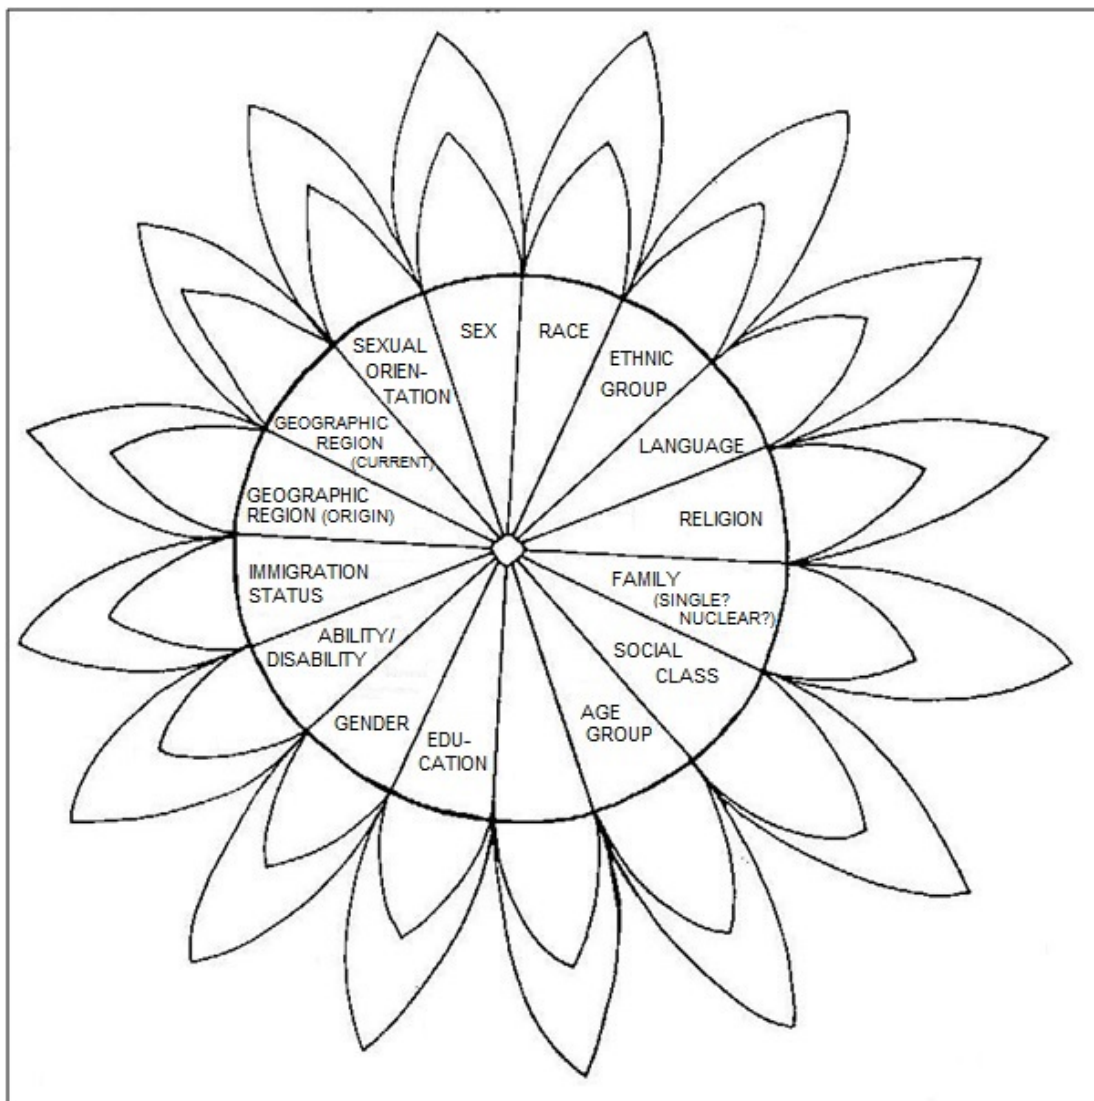 SEX
RACE
ETHNIC
GROUP
LANGUAGE
RELIGION
FAMILY
(SINGLE?
NUCLEAR?)
SOCIAL
CLASS
AGE
GROUP
EDU-
CATION
GENDER
ABILITY/
DISABILITY
IMMIGRATION
STATUS
GEOGRAPHIC
REGION (ORIGIN)
GEOGRAPHIC
REGION
(CURRENT)
SEXUAL
ORIEN-
TATION